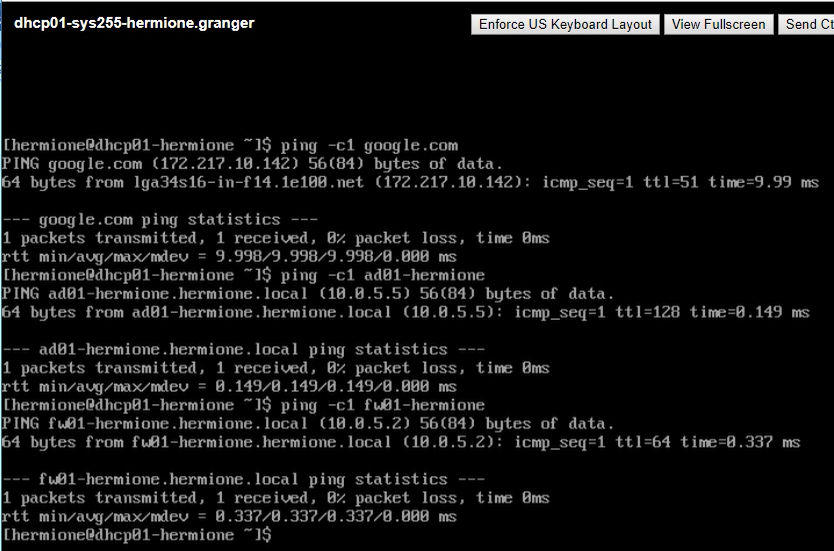 dhcp01-sys255-hermione.granger
Enforce US Keyboard Layout View Fullscreen Send Ct
[hermione@dhcp01-hermione ~]$ ping -c1 google.com
PING google.com (172.217.10.142) 56(84) bytes of data.
64 bytes from lga34s16-in-f14.1e100.net (172.217.10.142): icmp_seq=1 ttl=51 time=9.99 ms
--- google.com ping statistics ---
1 packets transmitted, 1 received, 0% packet loss, time 0ms
rtt min/avg/max/mdev = 9.998/9.998/9.998/0.000 ms
[hermione@dhcp01-hermione ~]$ ping -c1 ad01-hermione
PING ad01-hermione.hermione.local (10.0.5.5) 56(84) bytes of data.
64 bytes from ad01-hermione.hermione.local (10.0.5.5): icmp_seq=1 ttl=128 time=0.149 ms
--- ad01-hermione.hermione.local ping statistics ---
1 packets transmitted, 1 received, 0% packet loss, time 0ms
rtt min/avg/max/mdev = 0.149/0.149/0.149/0.000 ms
[hermione@dhcp01-hermione ~]$ ping -c1 fw01-hermione
PING fw01-hermione.hermione.local (10.0.5.2) 56(84) bytes of data.
64 bytes from fw01-hermione.hermione.local (10.0.5.2): icmp_seq=1 ttl=64 time=0.337 ms
--- fw01-hermione.hermione.local ping statistics ---
1 packets transmitted, 1 received, 0% packet loss, time 0ms
rtt min/avg/max/mdev = 0.337/0.337/0.337/0.000 ms
[hermione@dhcp01-hermione ~]$